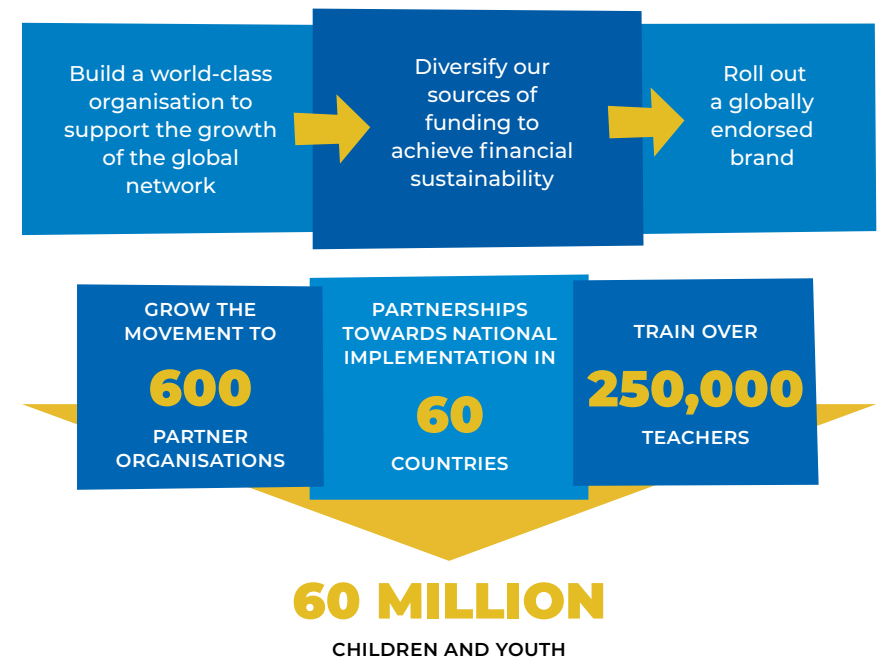 Build a world-class
organisation to
support the growth
of the global
network
Diversify our
sources of
funding to
achieve financial
sustainability
Roll out
a globally
endorsed
brand
GROW THE
MOVEMENT TO
600
PARTNER
ORGANISATIONS
PARTNERSHIPS
TOWARDS NATIONAL
IMPLEMENTATION IN
60
COUNTRIES
TRAIN OVER
250,000
TEACHERS
60 MILLION
CHILDREN AND YOUTH